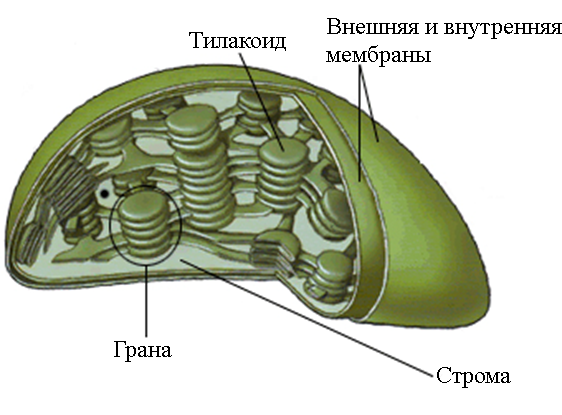 Тилакоид
Внешняя и внутренняя
мембраны
Грана
Строма